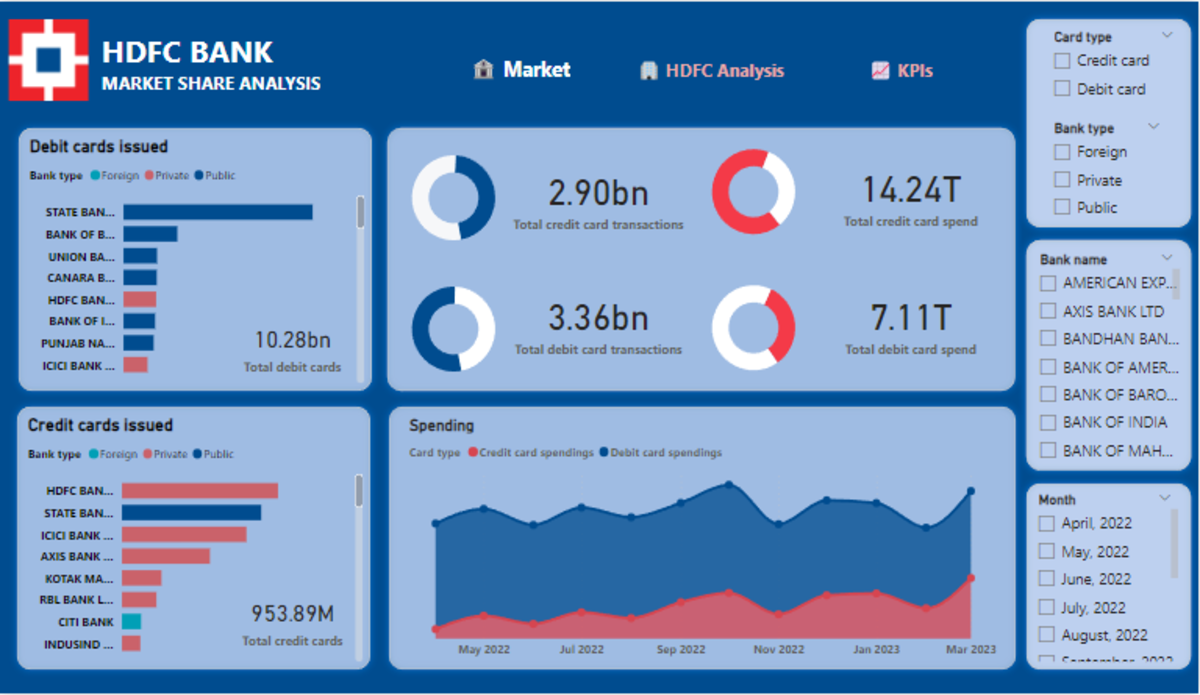 HDFC BANK
MARKET SHARE ANALYSIS
Market
HDFC Analysis
KPIs
Debit cards issued
Bank type Foreign Private Public
STATE BAN...
BANK OF B...
UNION BA...
CANARA B...
HDFC BAN...
BANK OF I...
PUNJAB NA...
ICICI BANK ...
10.28bn
Total debit cards
2.90bn
Total credit card transactions
14.24T
Total credit card spend
3.36bn
Total debit card transactions
7.11T
Total debit card spend
Credit cards issued
Bank type Foreign Private Public
HDFC BAN...
STATE BAN...
ICICI BANK ...
AXIS BANK ...
KOTAK MA...
RBL BANK L...
CITI BANK
INDUSIND ...
953.89M
Total credit cards
Spending
Card type Credit card spendings Debit card spendings
May 2022 Jul 2022 Sep 2022 Nov 2022 Jan 2023 Mar 2023
Card type
Credit card
Debit card
Bank type
Foreign
Private
Public
Bank name
AMERICAN EXP...
AXIS BANK LTD
BANDHAN BAN...
BANK OF AMER...
BANK OF BARO...
BANK OF INDIA
BANK OF MAH...
Month
April, 2022
May, 2022
June, 2022
July, 2022
August, 2022
September, 2022